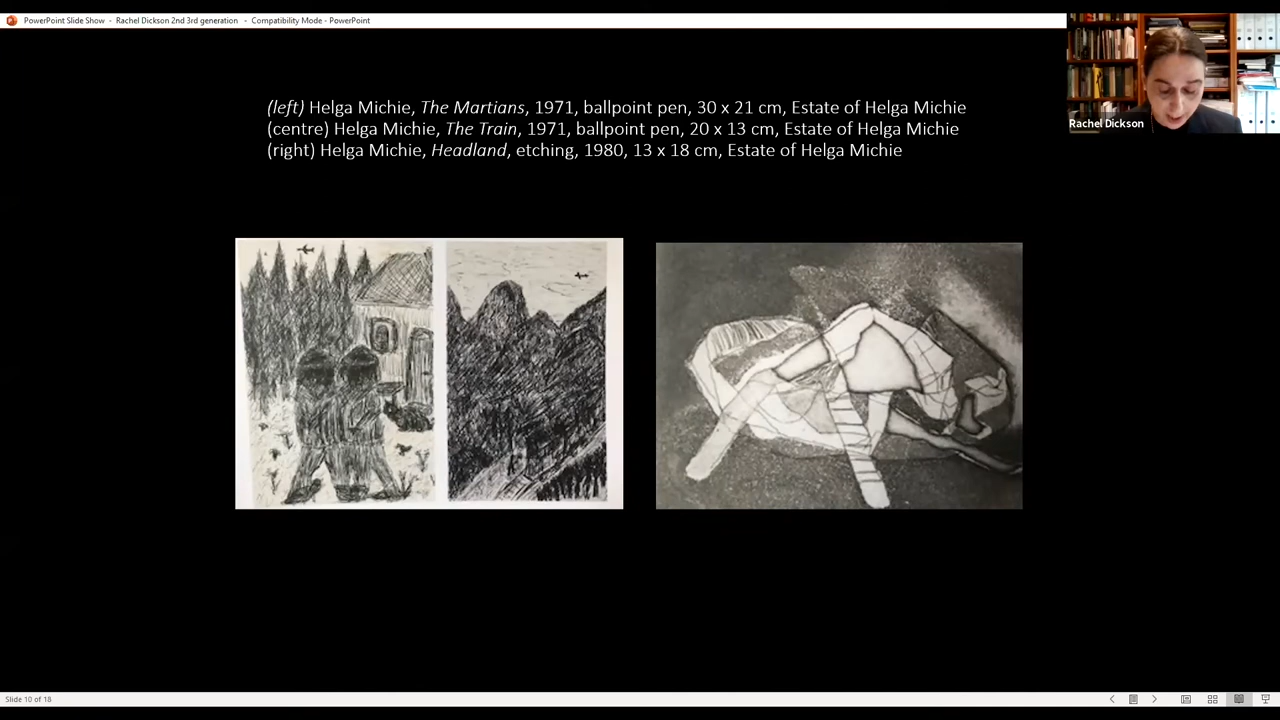 PowerPoint Slide Show - Rachel Dickson 2nd 3rd generation - Compatibility Mode - PowerPoint
(left) Helga Michie, The Martians, 1971, ballpoint pen, 30 x 21 cm, Estate of Helga Michie
(centre) Helga Michie, The Train, 1971, ballpoint pen, 20 x 13 cm, Estate of Helga Michie
(right) Helga Michie, Headland, etching, 1980, 13 x 18 cm, Estate of Helga Michie
Rachel Dickson
Slide 10 of 18